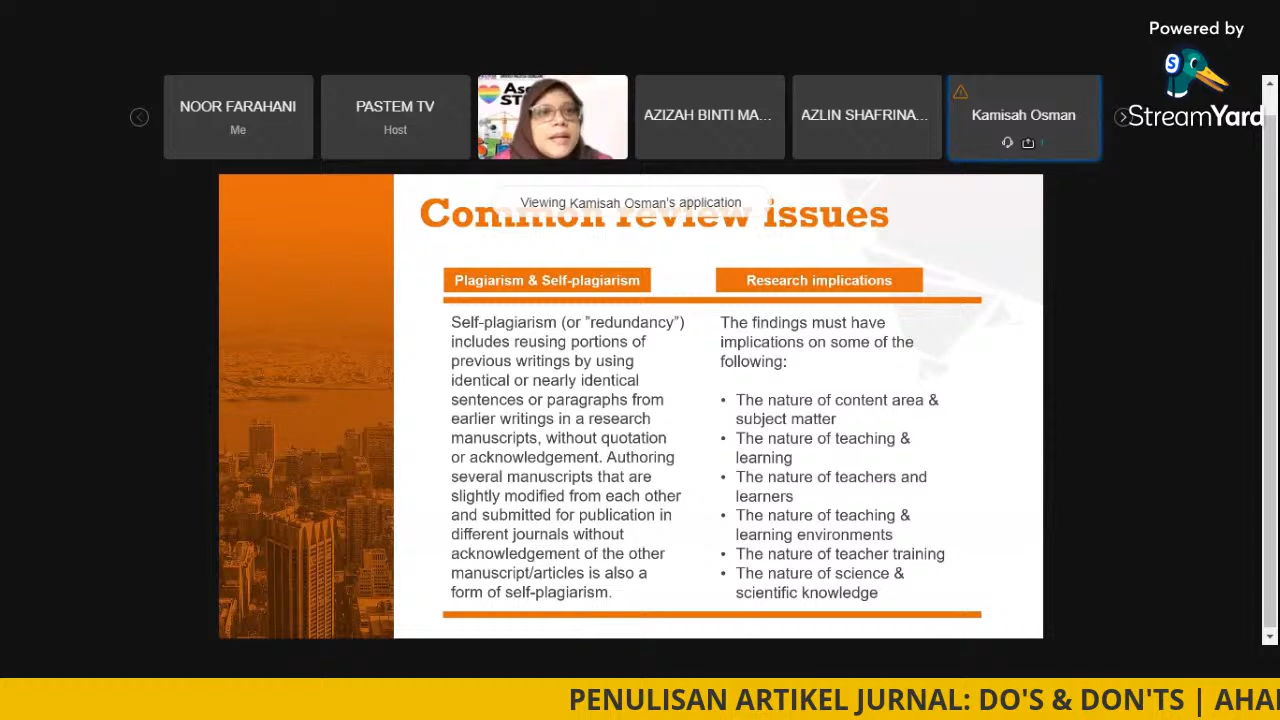 Powered by
StreamYard
NOOR FARAHANI
Me
PASTEM TV
Host
AZIZAH BINTI MA...
AZLIN SHAFRINA...
Kamisah Osman
Viewing Kamisah Osman's application
Common review issues
Plagiarism & Self-plagiarism
Self-plagiarism (or "redundancy")
includes reusing portions of
previous writings by using
identical or nearly identical
sentences or paragraphs from
earlier writings in a research
manuscripts, without quotation
or acknowledgement. Authoring
several manuscripts that are
slightly modified from each other
and submitted for publication in
different journals without
acknowledgement of the other
manuscript/articles is also a
form of self-plagiarism.
Research implications
The findings must have
implications on some of the
following:
• The nature of content area &
subject matter
• The nature of teaching &
learning
• The nature of teachers and
learners
• The nature of teaching &
learning environments
• The nature of teacher training
• The nature of science &
scientific knowledge
PENULISAN ARTIKEL JURNAL: DO'S & DON'TS | AHA